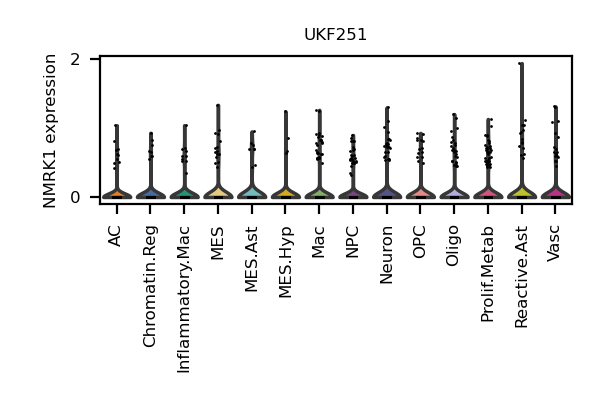 UKF251
NMRK1 expression
2
0
AC
Chromatin.Reg
Inflammatory.Mac
MES
MES.Ast
MES.Hyp
Mac
NPC
Neuron
OPC
Oligo
Prolif.Metab
Reactive.Ast
Vasc